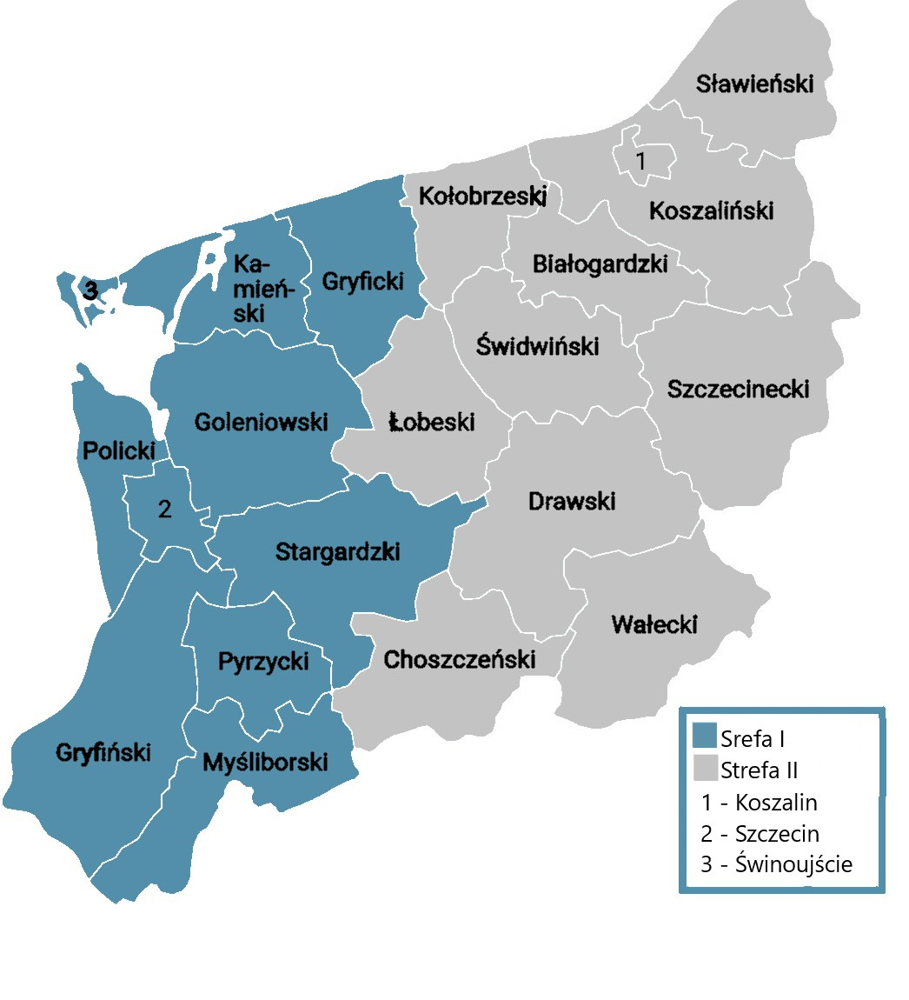 Sławieński
1
Kołobrzeski
Koszaliński
Białogardzki
Ka-
mień-
ski
Gryficki
3
Świdwiński
Szczecinecki
Goleniowski
Łobeski
Policki
2
Drawski
Stargardzki
Wałecki
Pyrzycki
Choszczeński
Gryfiński
Myśliborski
Srefa I
Strefa II
1 - Koszalin
2 - Szczecin
3 - Świnoujście